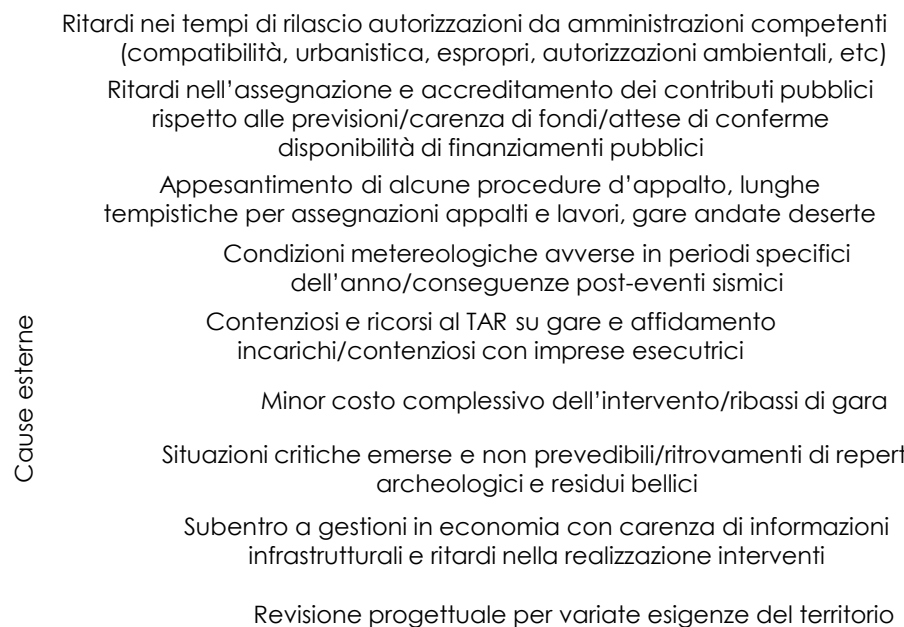 Ritardi nei tempi di rilascio autorizzazioni da amministrazioni competenti
(compatibilità, urbanistica, espropri, autorizzazioni ambientali, etc)
Ritardi nell’assegnazione e accreditamento dei contributi pubblici
rispetto alle previsioni/carenza di fondi/attese di conferme
disponibilità di finanziamenti pubblici
Appesantimento di alcune procedure d’appalto, lunghe
tempistiche per assegnazioni appalti e lavori, gare andate deserte
Condizioni metereologiche avverse in periodi specifici
dell’anno/conseguenze post-eventi sismici
Contenziosi e ricorsi al TAR su gare e affidamento
incarichi/contenziosi con imprese esecutrici
Cause esterne
Minor costo complessivo dell’intervento/ribassi di gara
Situazioni critiche emerse e non prevedibili/ritrovamenti di repert
archeologici e residui bellici
Subentro a gestioni in economia con carenza di informazioni
infrastrutturali e ritardi nella realizzazione interventi
Revisione progettuale per variate esigenze del territorio